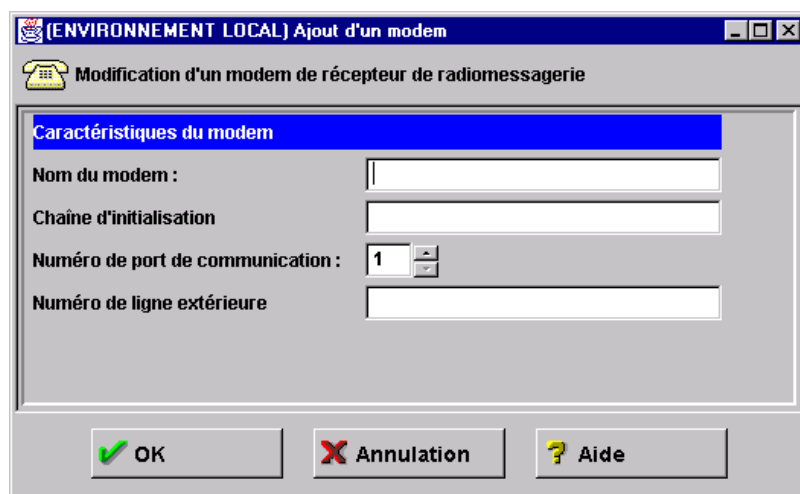 (ENVIRONNEMENT LOCAL) Ajout d'un modem
Modification d'un modem de récepteur de radiomessagerie
Caractéristiques du modem
Nom du modem :
Chaîne d'initialisation
Numéro de port de communication : 1
Numéro de ligne extérieure
OK Annulation Aide